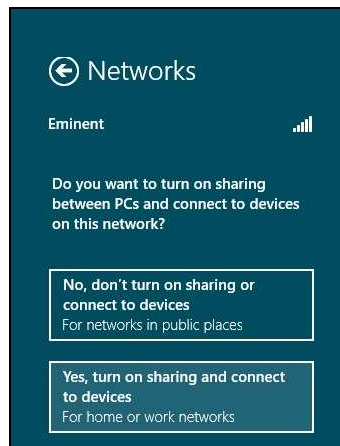 Networks
Eminent
Do you want to turn on sharing
between PCs and connect to devices
on this network?
No, don't turn on sharing or
connect to devices
For networks in public places
Yes, turn on sharing and connect
to devices
For home or work networks